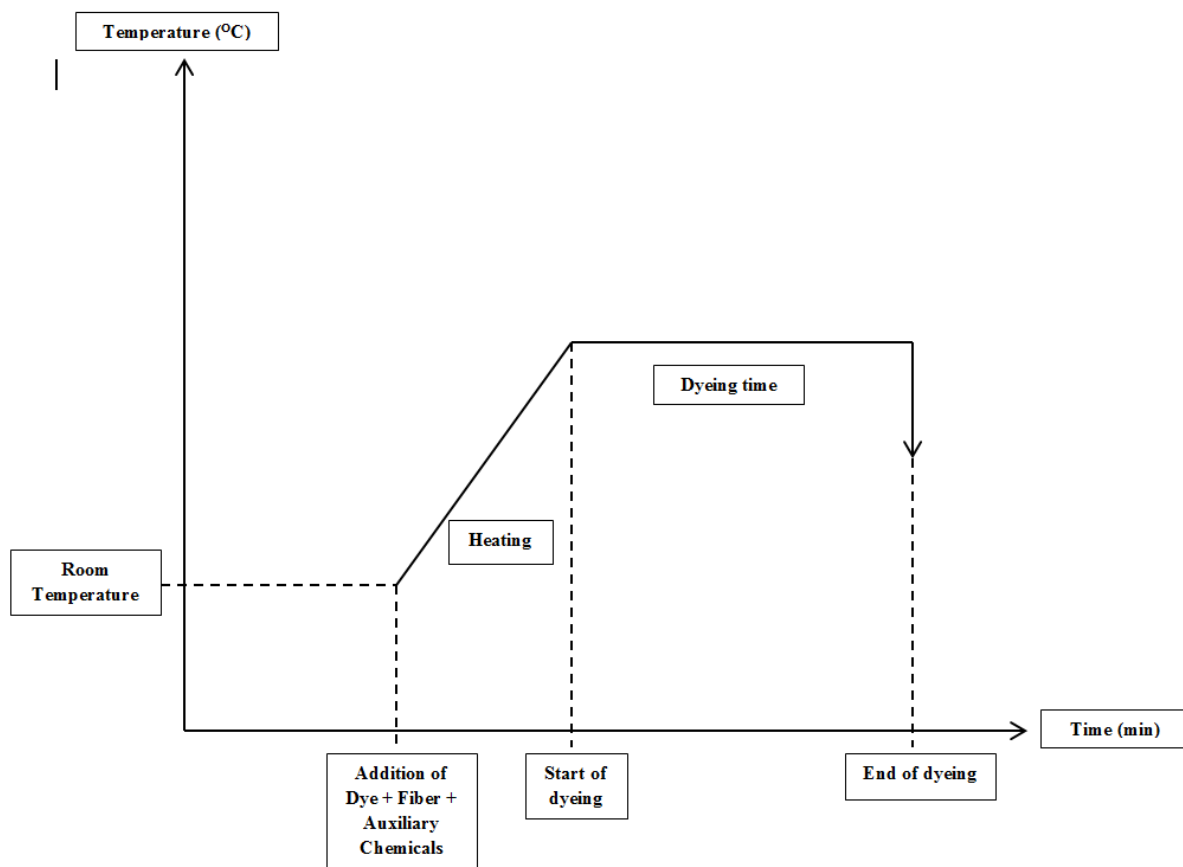 Temperature (°C)
Dyeing time
Heating
Room
Temperature
Time (min)
Addition of
Dye + Fiber +
Auxiliary
Chemicals
Start of
dyeing
End of dyeing